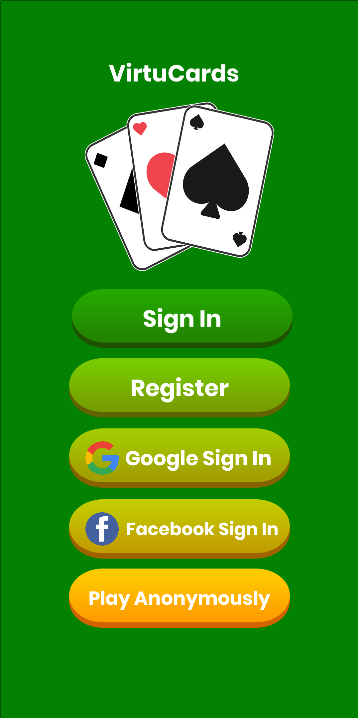 VirtuCards
Sign In
Register
Google Sign In
Facebook Sign In
Play Anonymously